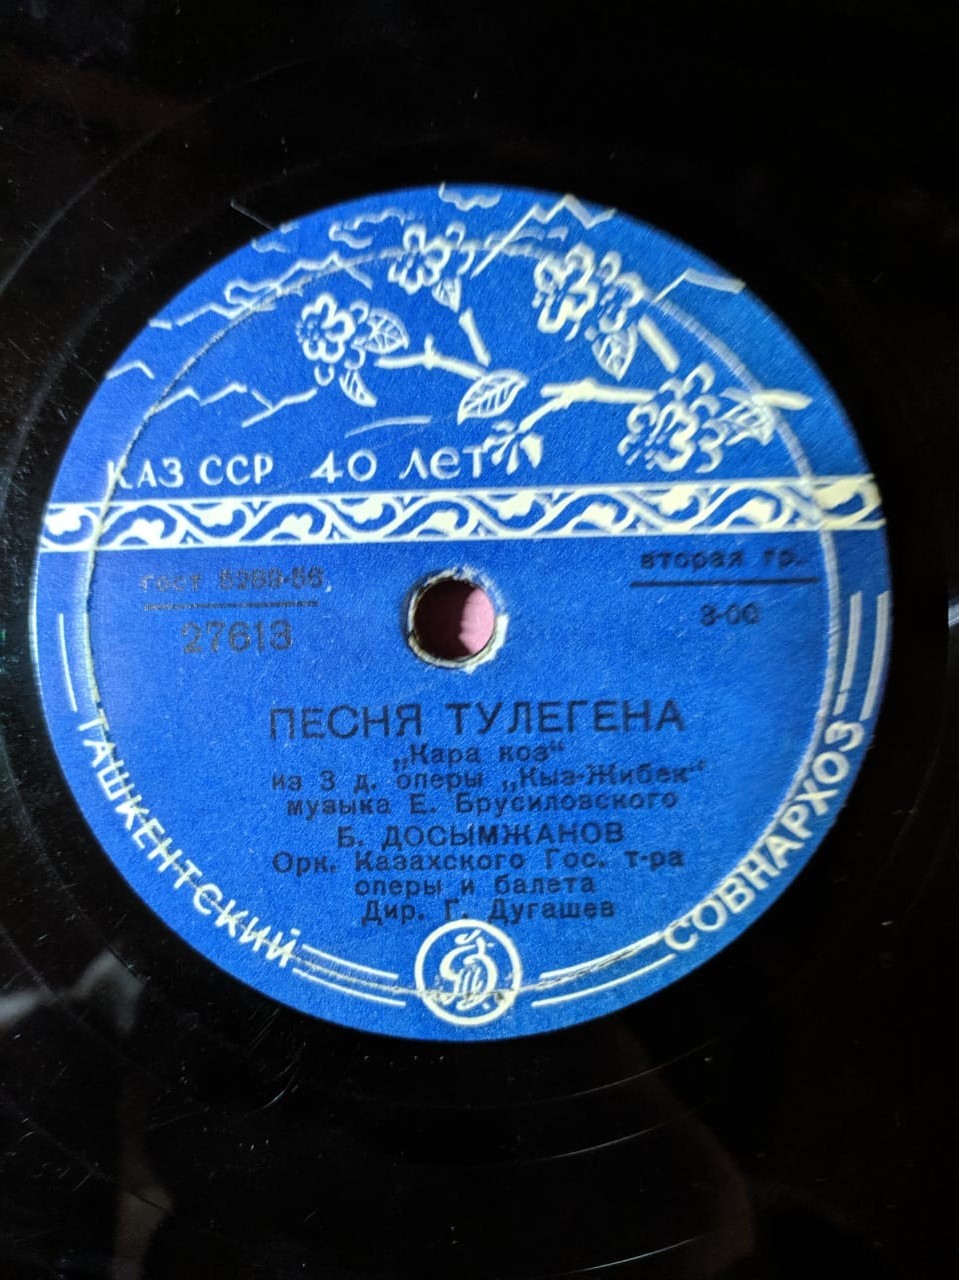 КАЗ ССР 40 ЛЕТ
вторая гр.
ГОСТ 5289-56
3-00
27613
ПЕСНЯ ТУЛЕГЕНА
„Кара коз“
из 3 д. оперы „Кыз-Жибек“
музыка Е. Брусиловского
Б. ДОСЫМЖАНОВ
Орк. Казахского Гос. т-ра
оперы и балета
Дир. Г. Дугашев
ТАШКЕНТСКИЙ
СОВНАРХОЗ